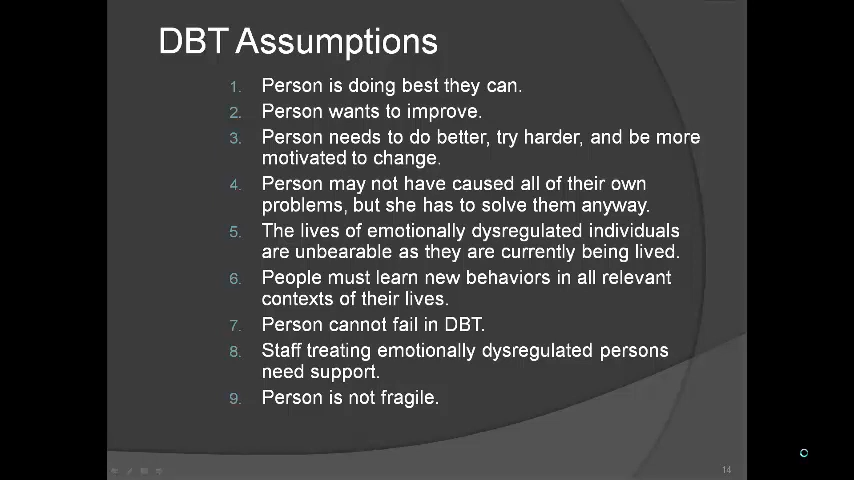 DBT Assumptions
1. Person is doing best they can.
2. Person wants to improve.
3. Person needs to do better, try harder, and be more
motivated to change.
4. Person may not have caused all of their own
problems, but she has to solve them anyway.
5. The lives of emotionally dysregulated individuals
are unbearable as they are currently being lived.
6. People must learn new behaviors in all relevant
contexts of their lives.
7. Person cannot fail in DBT.
8. Staff treating emotionally dysregulated persons
need support.
9. Person is not fragile.
14